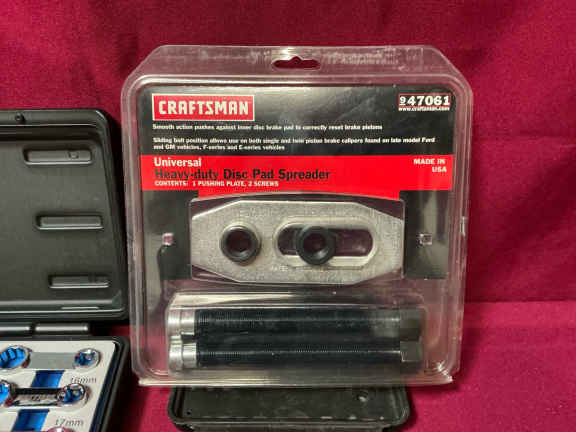 CRAFTSMAN
9 47061
www.craftsman.com
Smooth action pushes against inner disc brake pad to correctly reset brake pistons
Sliding bolt position allows use on both single and twin piston brake calipers found on late model Ford
and GM vehicles, F-series and E-series vehicles
Universal
Heavy-duty Disc Pad Spreader
CONTENTS: 1 PUSHING PLATE, 2 SCREWS
MADE IN
USA
16mm
17mm